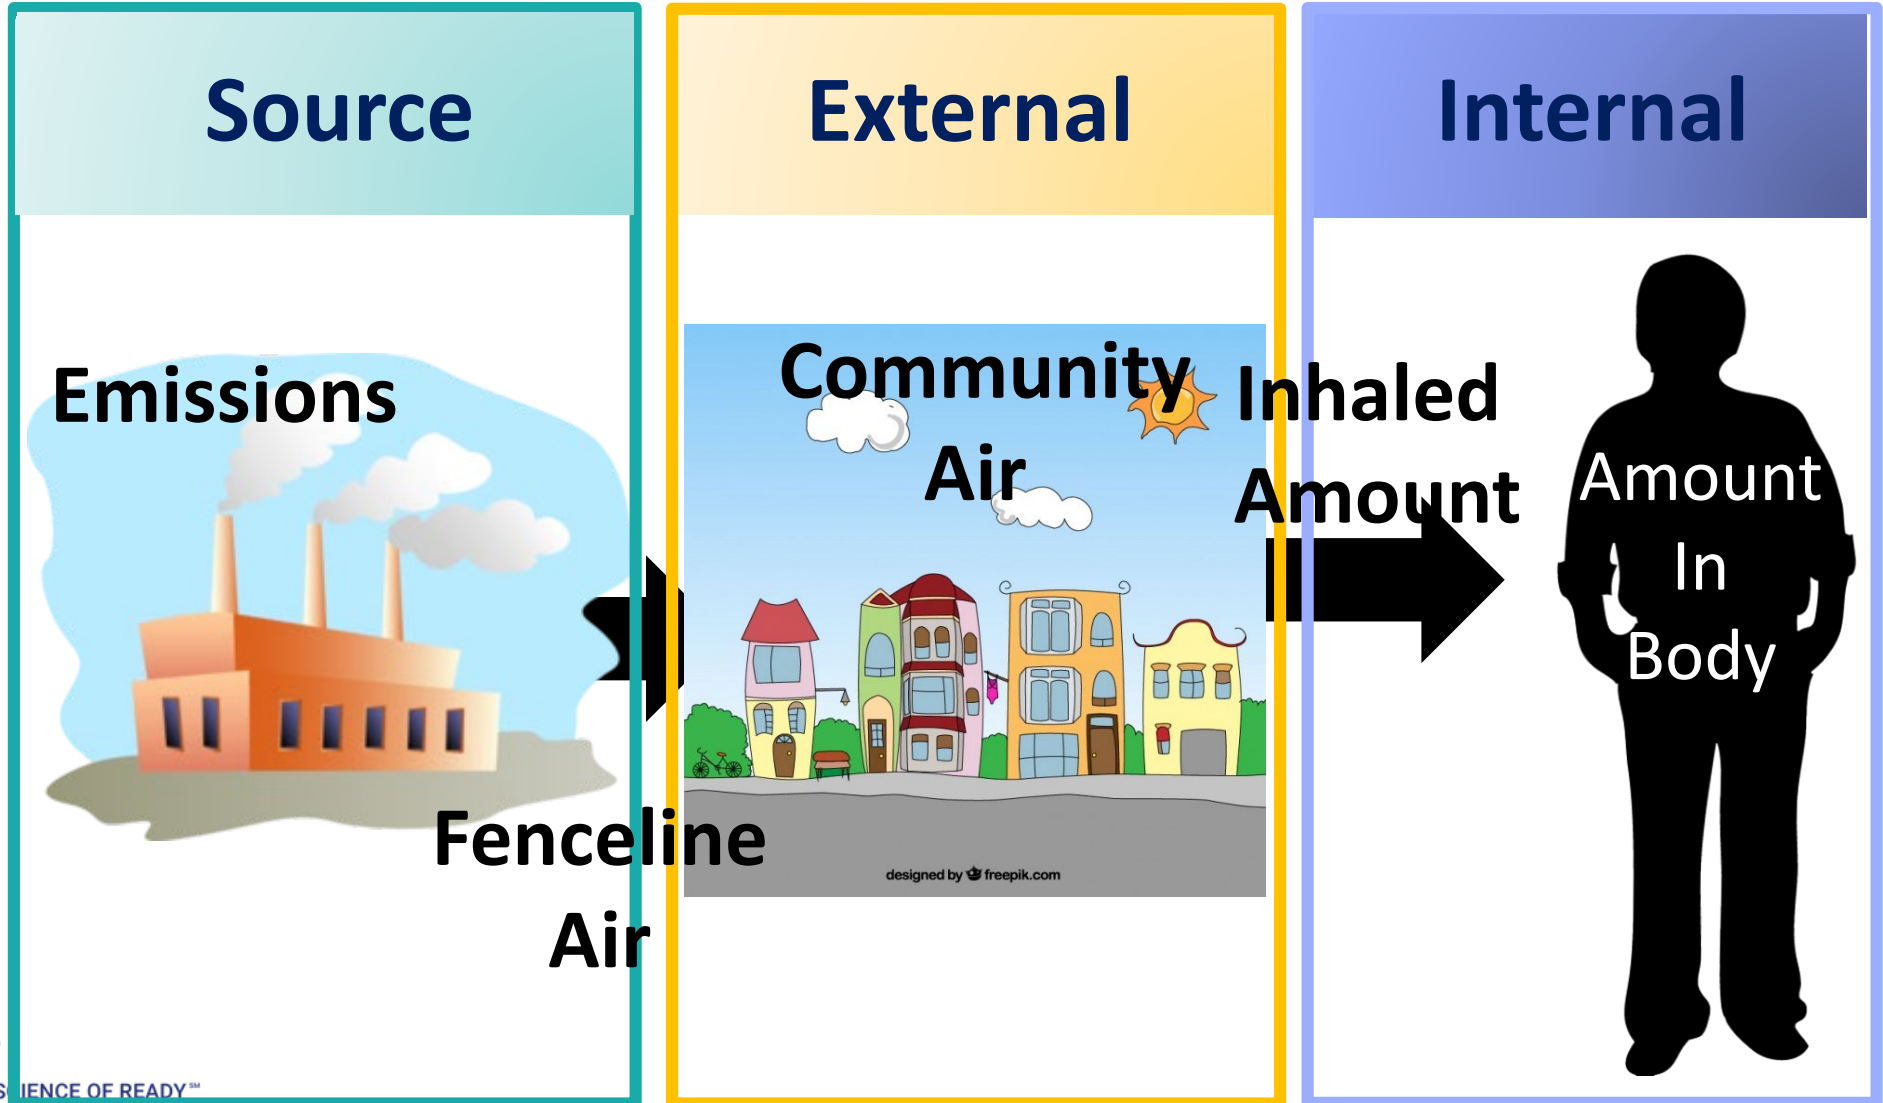 Source
External
Internal
Emissions
Community
Air
Inhaled
Amount
Amount
In
Body
Fenceline
Air
designed by freepik.com
SCIENCE OF READY℠